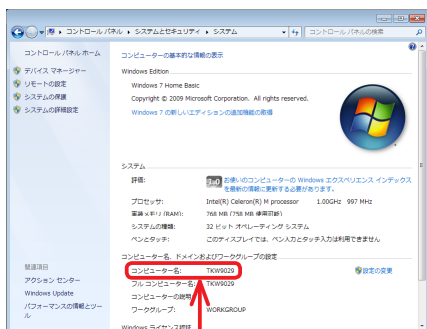 コントロール パネル ▸ システムとセキュリティ ▸ システム
コントロール パネルの検索
コントロール パネル ホーム
デバイス マネージャー
リモートの設定
システムの保護
システムの詳細設定
コンピューターの基本的な情報の表示
Windows Edition
Windows 7 Home Basic
Copyright © 2009 Microsoft Corporation. All rights reserved.
Windows 7 の新しいエディションの追加機能の取得
システム
評価: 1.0 お使いのコンピューターの Windows エクスペリエンス インデックス
を最新の情報に更新する必要があります。
プロセッサ: Intel(R) Celeron(R) M processor 1.00GHz 997 MHz
実装メモリ (RAM): 768 MB (758 MB 使用可能)
システムの種類: 32 ビット オペレーティング システム
ペンとタッチ: このディスプレイでは、ペン入力とタッチ入力は利用できません
コンピューター名、ドメインおよびワークグループの設定
コンピューター名: TKW9029
設定の変更
フル コンピューター名: TKW9029
コンピューターの説明
ワークグループ: WORKGROUP
Windows ライセンス認証
関連項目
アクション センター
Windows Update
パフォーマンスの情報とツー
ル